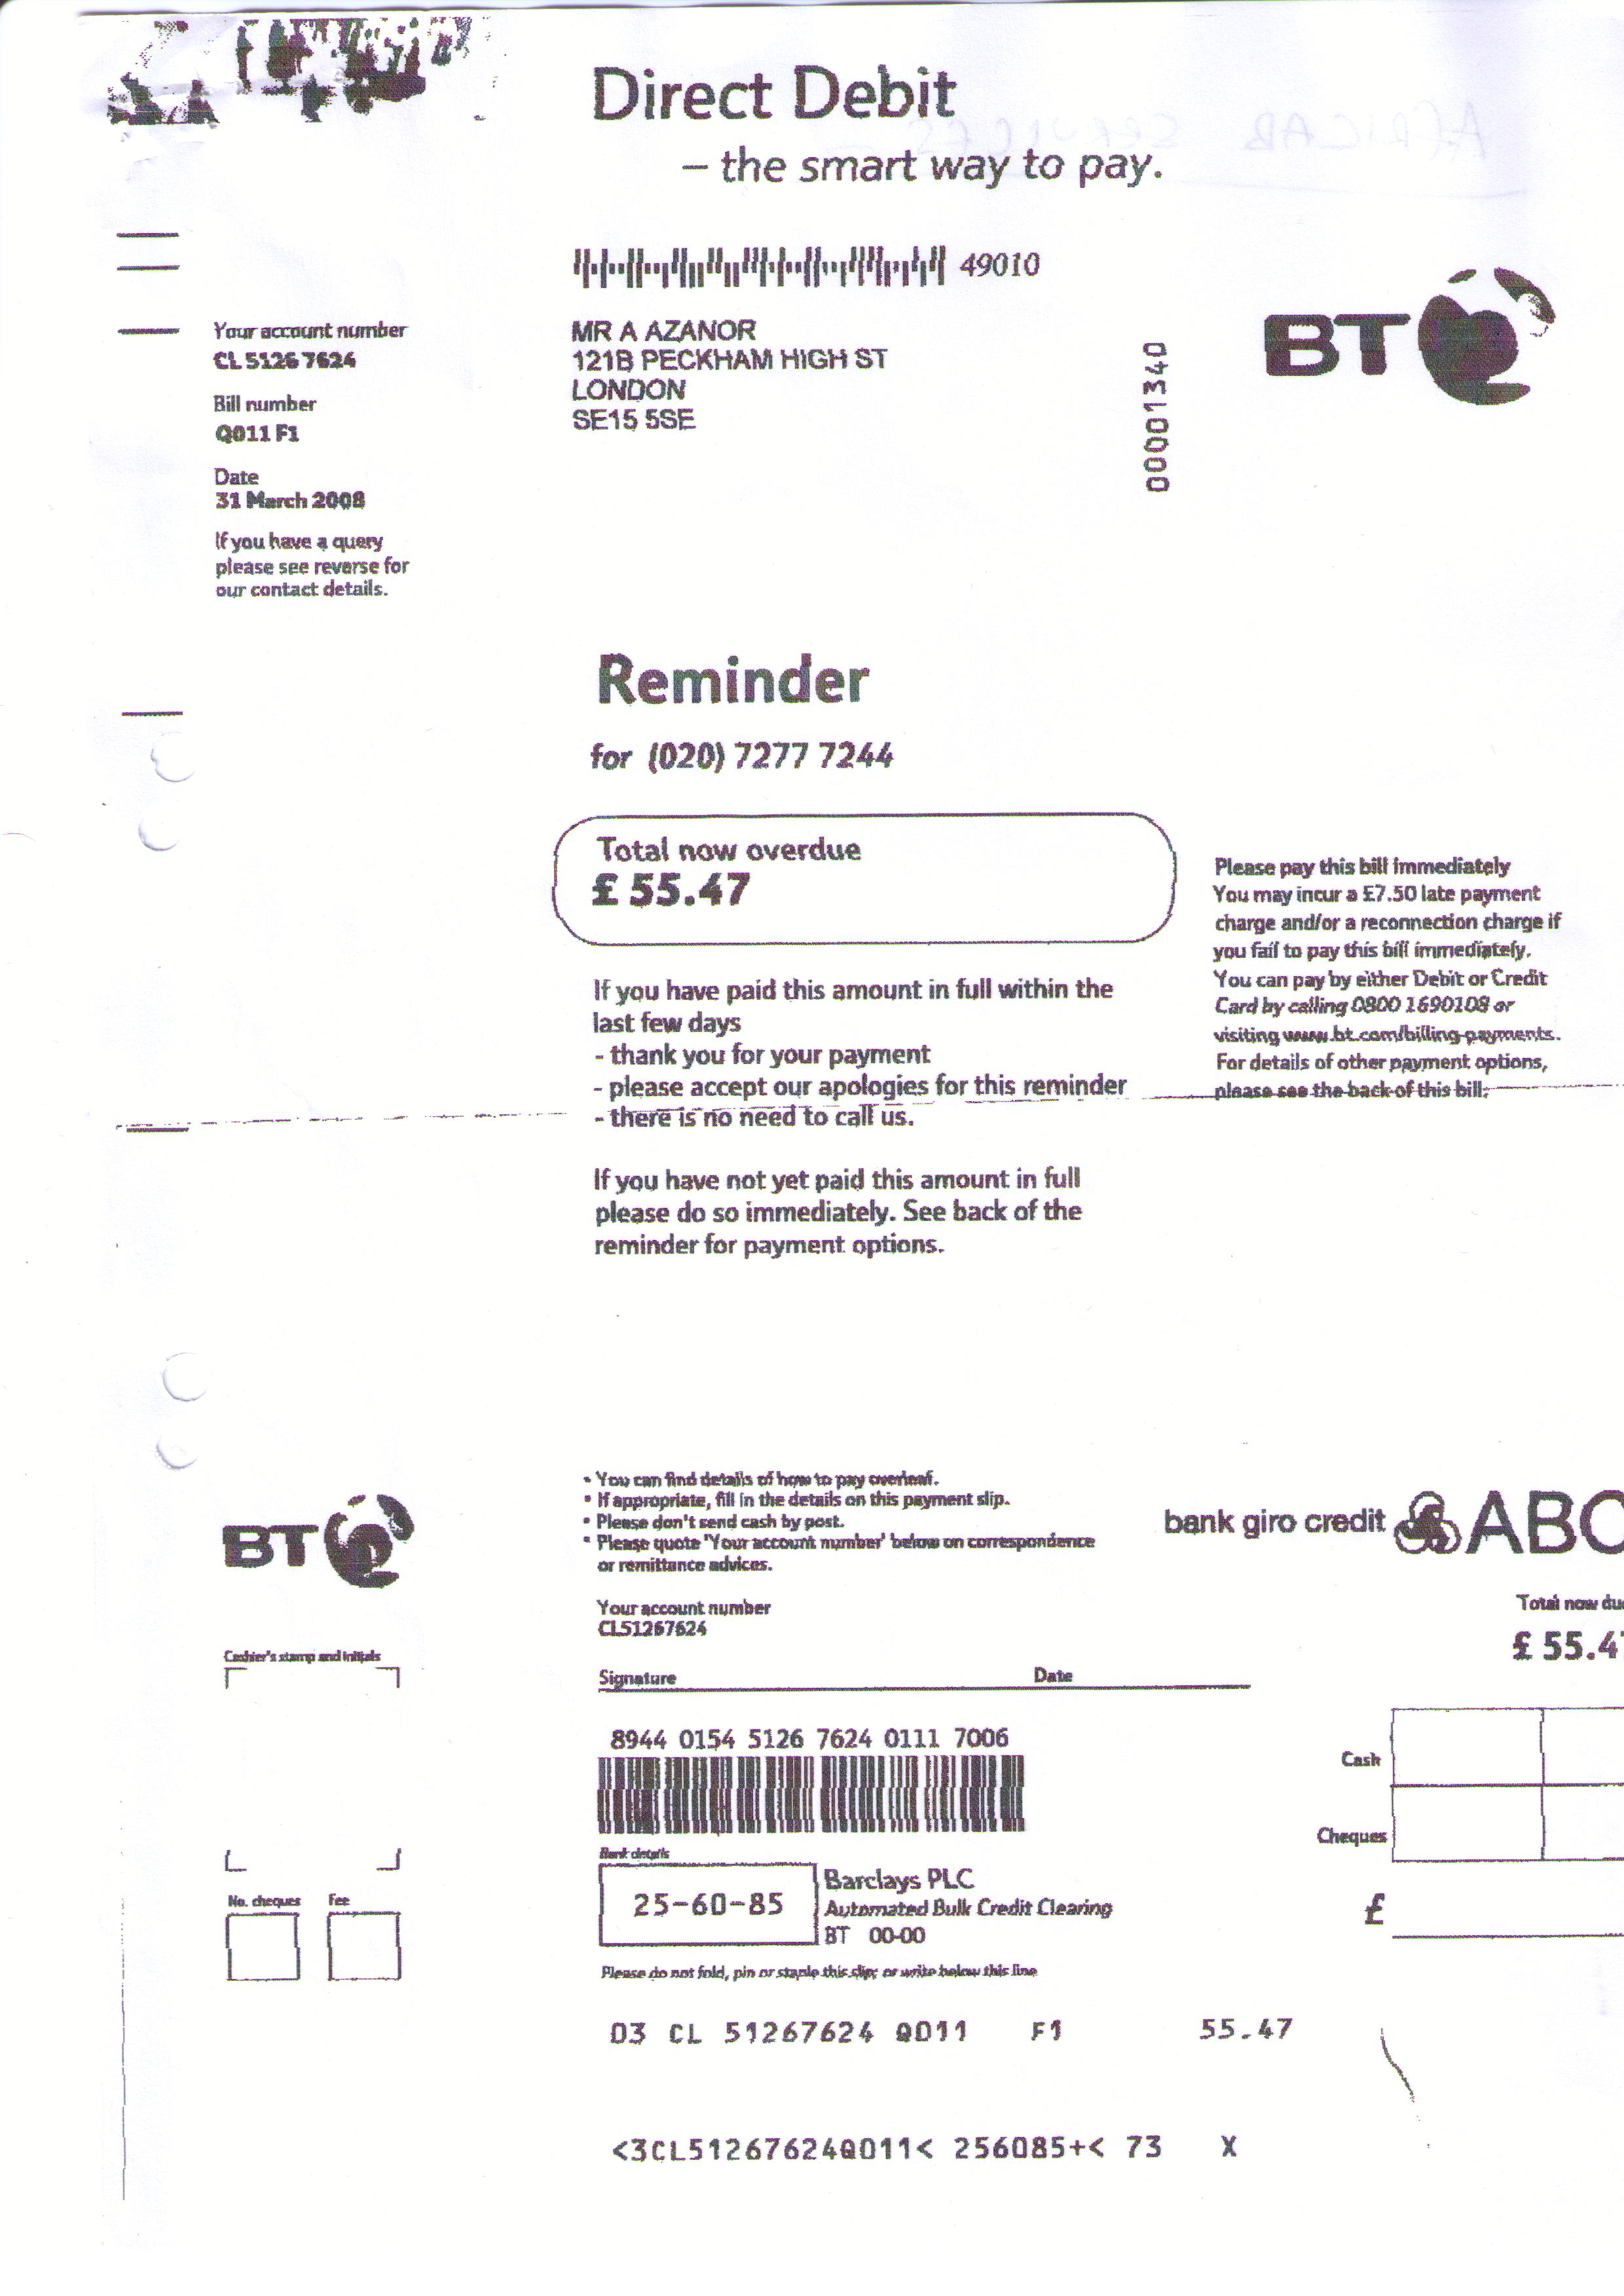 Direct Debit
– the smart way to pay.
49010
BT
Your account number
CL 5126 7624
Bill number
Q011 F1
Date
31 March 2008
If you have a query
please see reverse for
our contact details.
MR A AZANOR
121B PECKHAM HIGH ST
LONDON
SE15 5SE
00001340
Reminder
for (020) 7277 7244
Total now overdue
£ 55.47
If you have paid this amount in full within the
last few days
- thank you for your payment
- please accept our apologies for this reminder
- there is no need to call us.
If you have not yet paid this amount in full
please do so immediately. See back of the
reminder for payment options.
Please pay this bill immediately
You may incur a £7.50 late payment
charge and/or a reconnection charge if
you fail to pay this bill immediately.
You can pay by either Debit or Credit
Card by calling 0800 1690108 or
visiting www.bt.com/billing-payments.
For details of other payment options,
please see the back of this bill.
BT
• You can find details of how to pay overleaf.
• If appropriate, fill in the details on this payment slip.
• Please don't send cash by post.
• Please quote 'Your account number' below on correspondence
or remittance advices.
bank giro credit ABC
Your account number
CL51267624
Total now du
£ 55.4
Cashier's stamp and initials
Signature Date
8944 0154 5126 7624 0111 7006
Cash
Cheques
£
Bank details
25-60-85
Barclays PLC
Automated Bulk Credit Clearing
BT 00-00
No. cheques Fee
Please do not fold, pin or staple this slip; or write below this line
03 CL 51267624 Q011 F1 55.47
<3CL51267624Q011< 256085+< 73 X